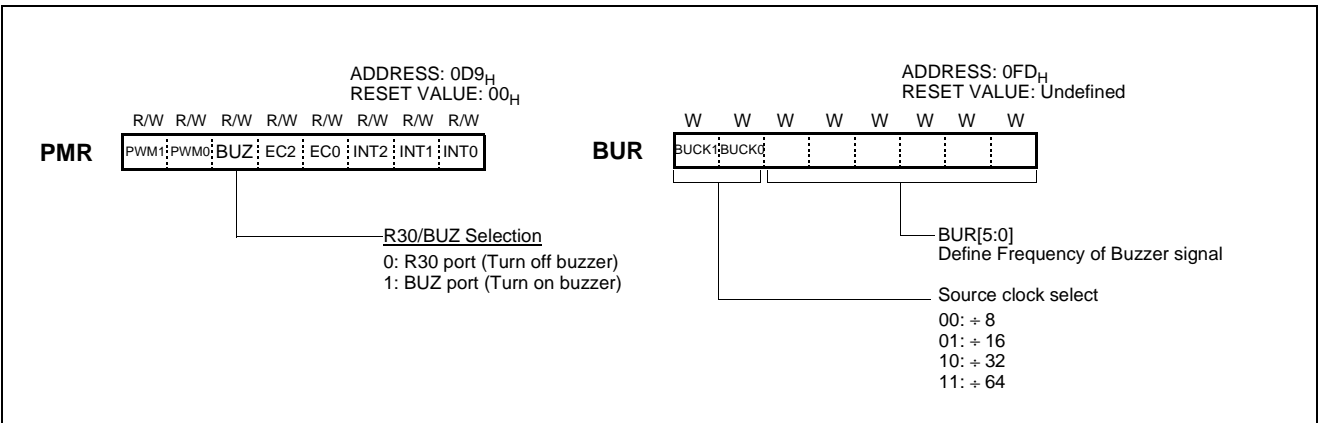 ADDRESS: 0D9H
RESET VALUE: 00H
R/W R/W R/W R/W R/W R/W R/W R/W
PMR PWM1 PWM0 BUZ EC2 EC0 INT2 INT1 INT0
R30/BUZ Selection
0: R30 port (Turn off buzzer)
1: BUZ port (Turn on buzzer)
ADDRESS: 0FDH
RESET VALUE: Undefined
W W W W W W W W
BUR BUCK1 BUCK0
BUR[5:0]
Define Frequency of Buzzer signal
Source clock select
00: ÷ 8
01: ÷ 16
10: ÷ 32
11: ÷ 64